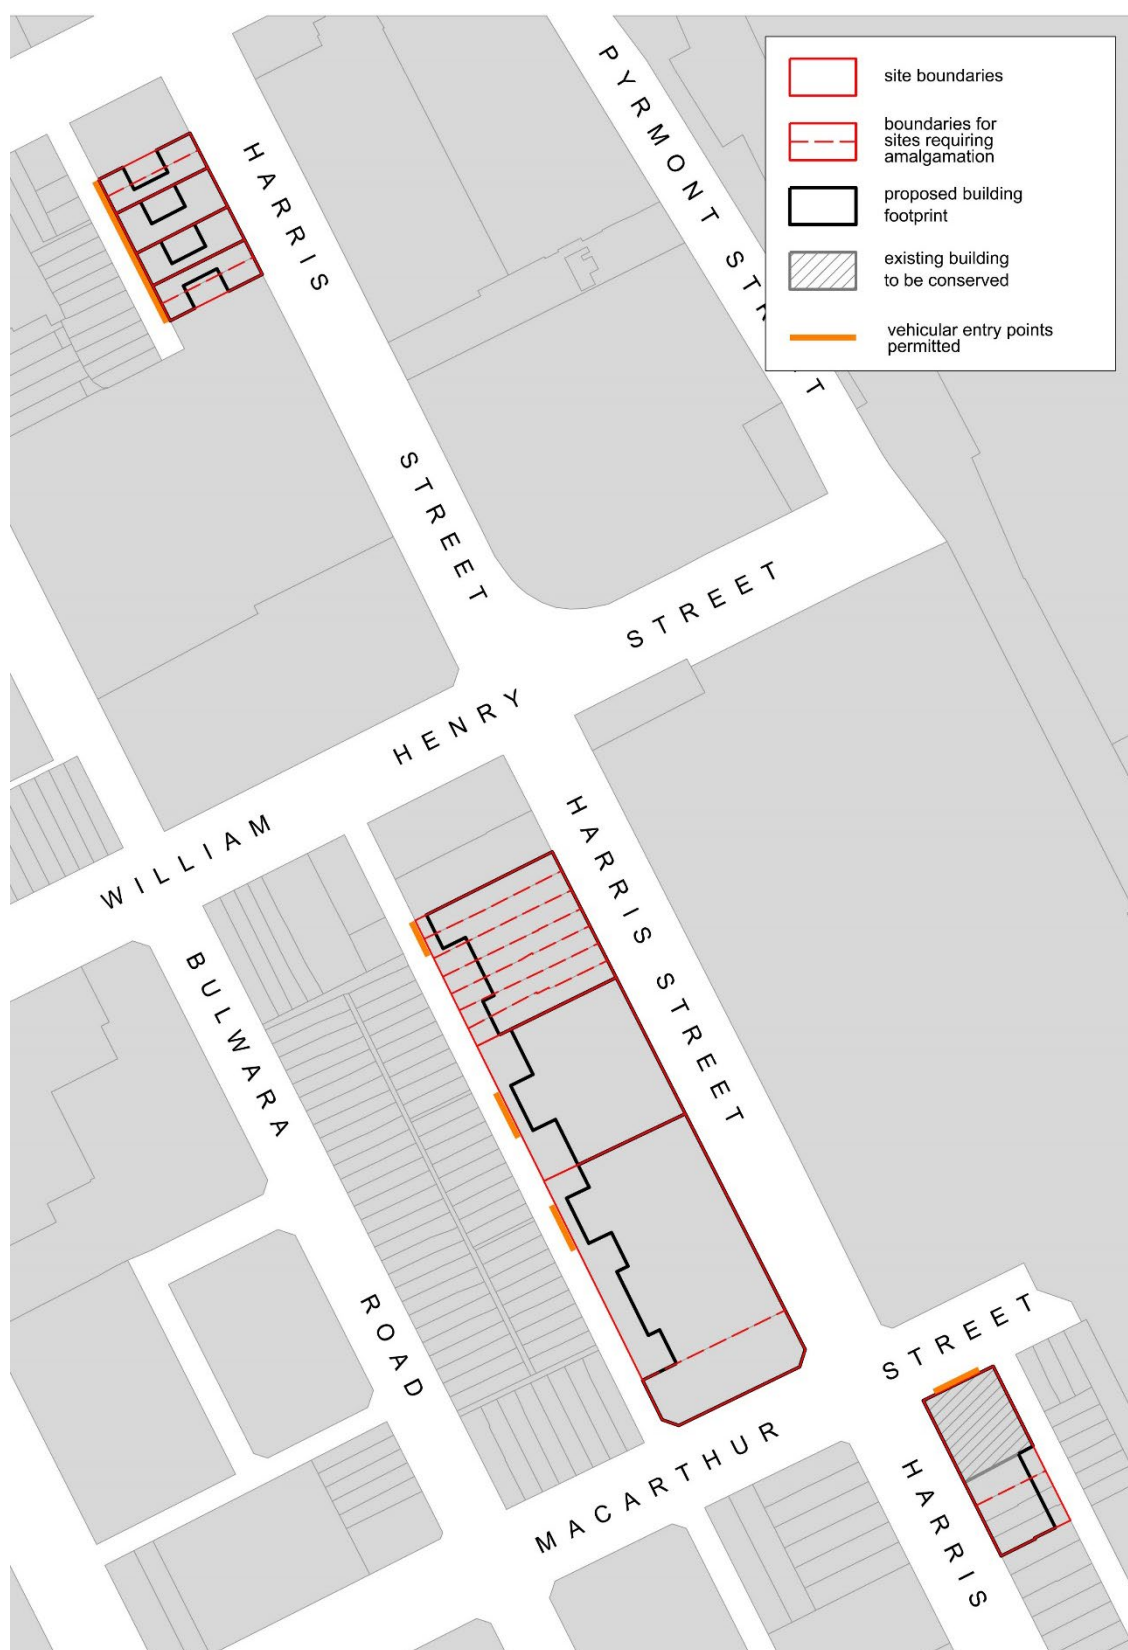 PYRMONT STREET
site boundaries
boundaries for
sites requiring
amalgamation
proposed building
footprint
existing building
to be conserved
vehicular entry points
permitted
HARRIS
STREET
WILLIAM
HENRY
STREET
HARRIS STREET
BULWARA
ROAD
MACARTHUR
STREET
HARRIS